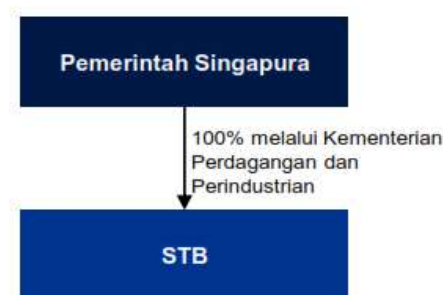 Pemerintah Singapura
100% melalui Kementerian
Perdagangan dan
Perindustrian
STB